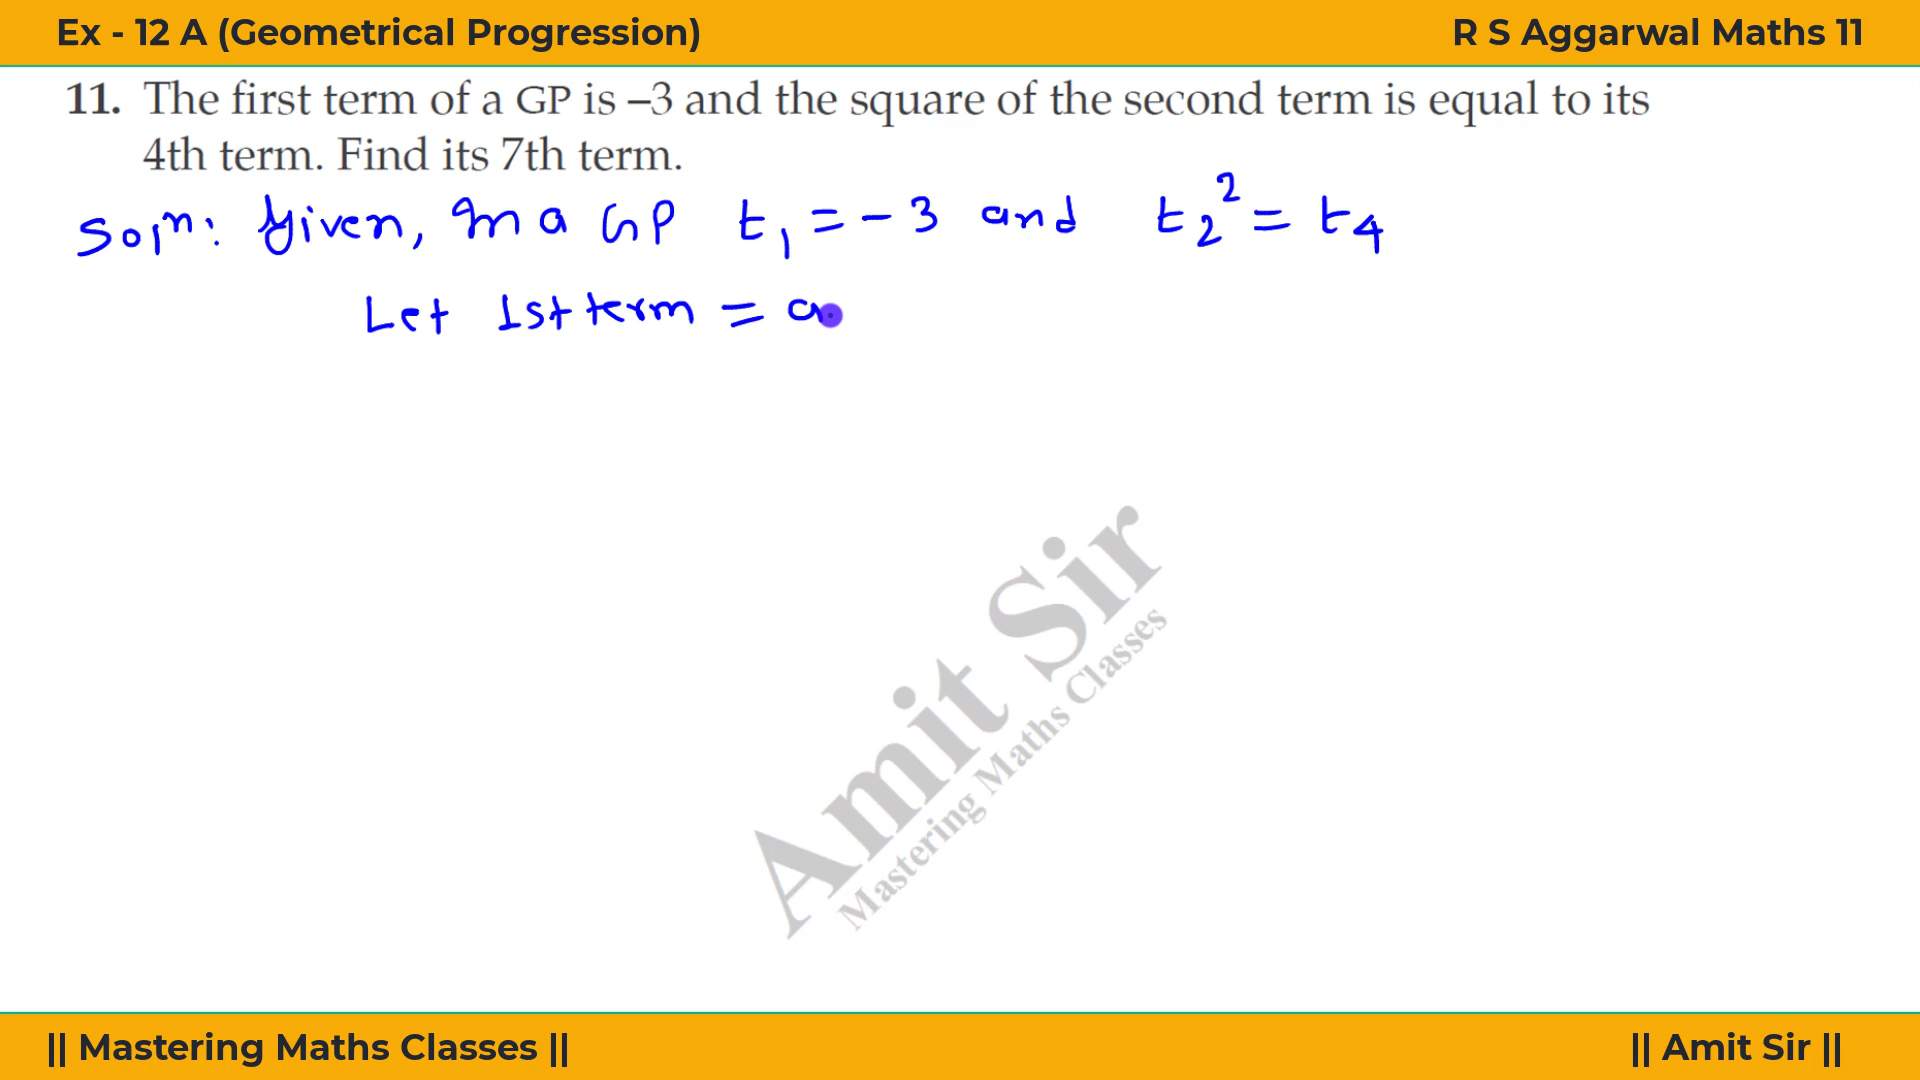 Ex - 12 A (Geometrical Progression)
R S Aggarwal Maths 11
11. The first term of a GP is –3 and the square of the second term is equal to its
4th term. Find its 7th term.
Solⁿ: Given, In a GP t₁ = - 3 and t₂² = t₄
Let 1st term = a
Amit Sir
Mastering Maths Classes
|| Mastering Maths Classes ||
|| Amit Sir ||